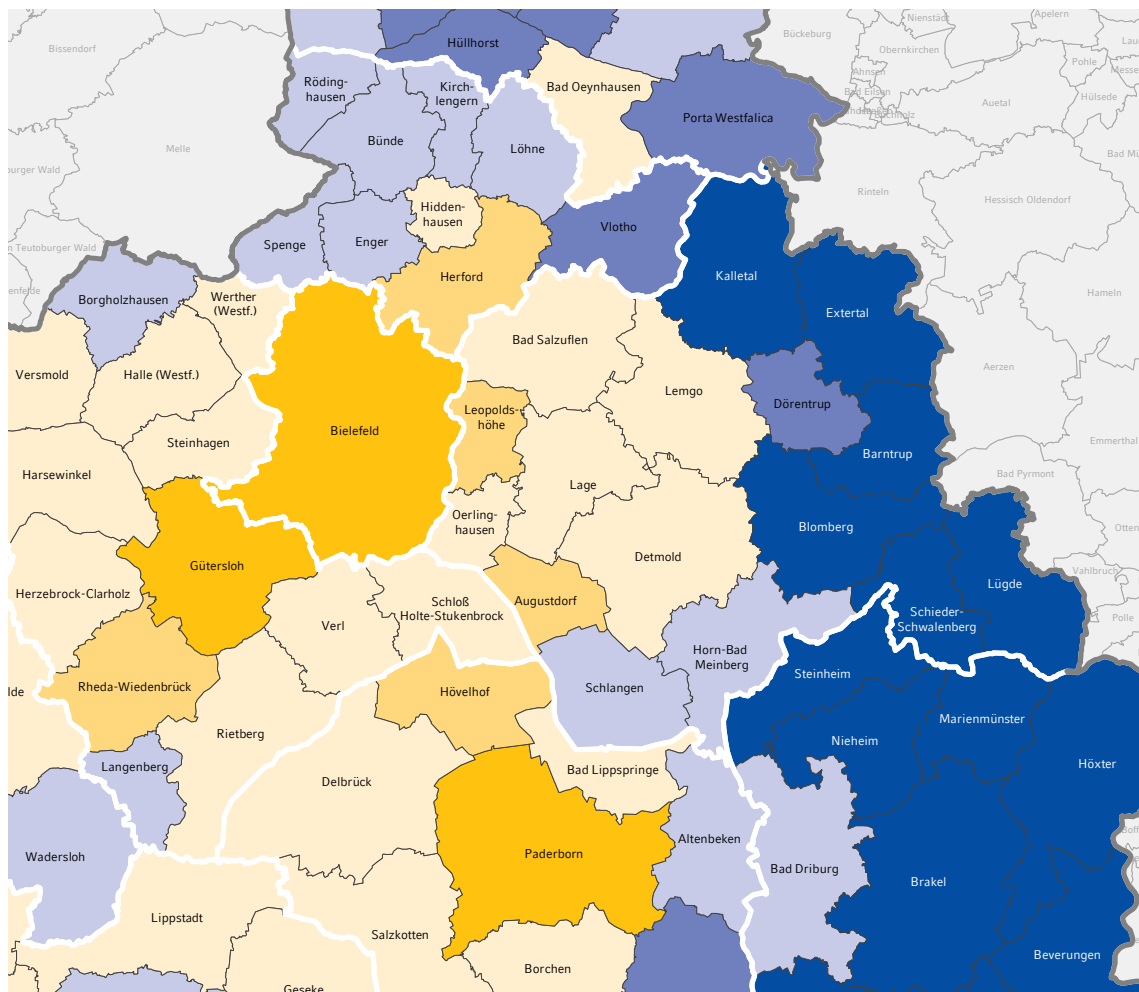 Nienstädt
Apelern
Bissendorf
Bückeburg
Hüllhorst
Obernkirchen
Pohle
Ahnsen
Röding-
hausen
Kirch-
lengern
Bad Oeynhausen
Bad Eilsen
Auetal
Hülsede
Porta Westfalica
Buchholz
Melle
Bünde
Löhne
Rinteln
Hessisch Oldendorf
Hidden-
hausen
Vlotho
Spenge
Enger
Teutoburger Wald
Herford
Kalletal
Hameln
Borgholzhausen
Werther
(Westf.)
Extertal
Bad Salzuflen
Versmold
Halle (Westf.)
Aerzen
Lemgo
Dörentrup
Leopolds-
höhe
Bielefeld
Steinhagen
Emmerthal
Barntrup
Harsewinkel
Bad Pyrmont
Lage
Oerling-
hausen
Blomberg
Detmold
Gütersloh
Vahlbruch
Lügde
Herzebrock-Clarholz
Schloß
Holte-Stukenbrock
Augustdorf
Schieder-
Schwalenberg
Polle
Verl
Horn-Bad
Meinberg
Steinheim
Rheda-Wiedenbrück
Hövelhof
Schlangen
Marienmünster
Rietberg
Nieheim
Langenberg
Bad Lippspringe
Höxter
Delbrück
Altenbeken
Wadersloh
Paderborn
Bad Driburg
Brakel
Lippstadt
Salzkotten
Beverungen
Borchen
Geseke